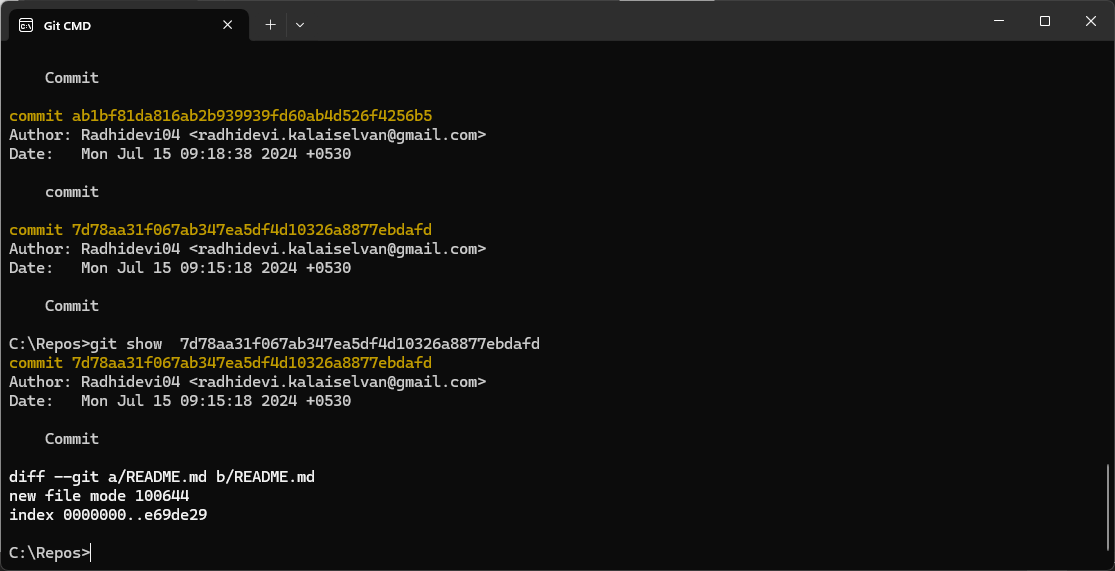 Git CMD
Commit
commit ab1bf81da816ab2b939939fd60ab4d526f4256b5
Author: Radhidevi04 <radhidevi.kalaiselvan@gmail.com>
Date:   Mon Jul 15 09:18:38 2024 +0530
commit
commit 7d78aa31f067ab347ea5df4d10326a8877ebdafd
Author: Radhidevi04 <radhidevi.kalaiselvan@gmail.com>
Date:   Mon Jul 15 09:15:18 2024 +0530
Commit
C:\Repos>git show  7d78aa31f067ab347ea5df4d10326a8877ebdafd
commit 7d78aa31f067ab347ea5df4d10326a8877ebdafd
Author: Radhidevi04 <radhidevi.kalaiselvan@gmail.com>
Date:   Mon Jul 15 09:15:18 2024 +0530
Commit
diff --git a/README.md b/README.md
new file mode 100644
index 0000000..e69de29
C:\Repos>